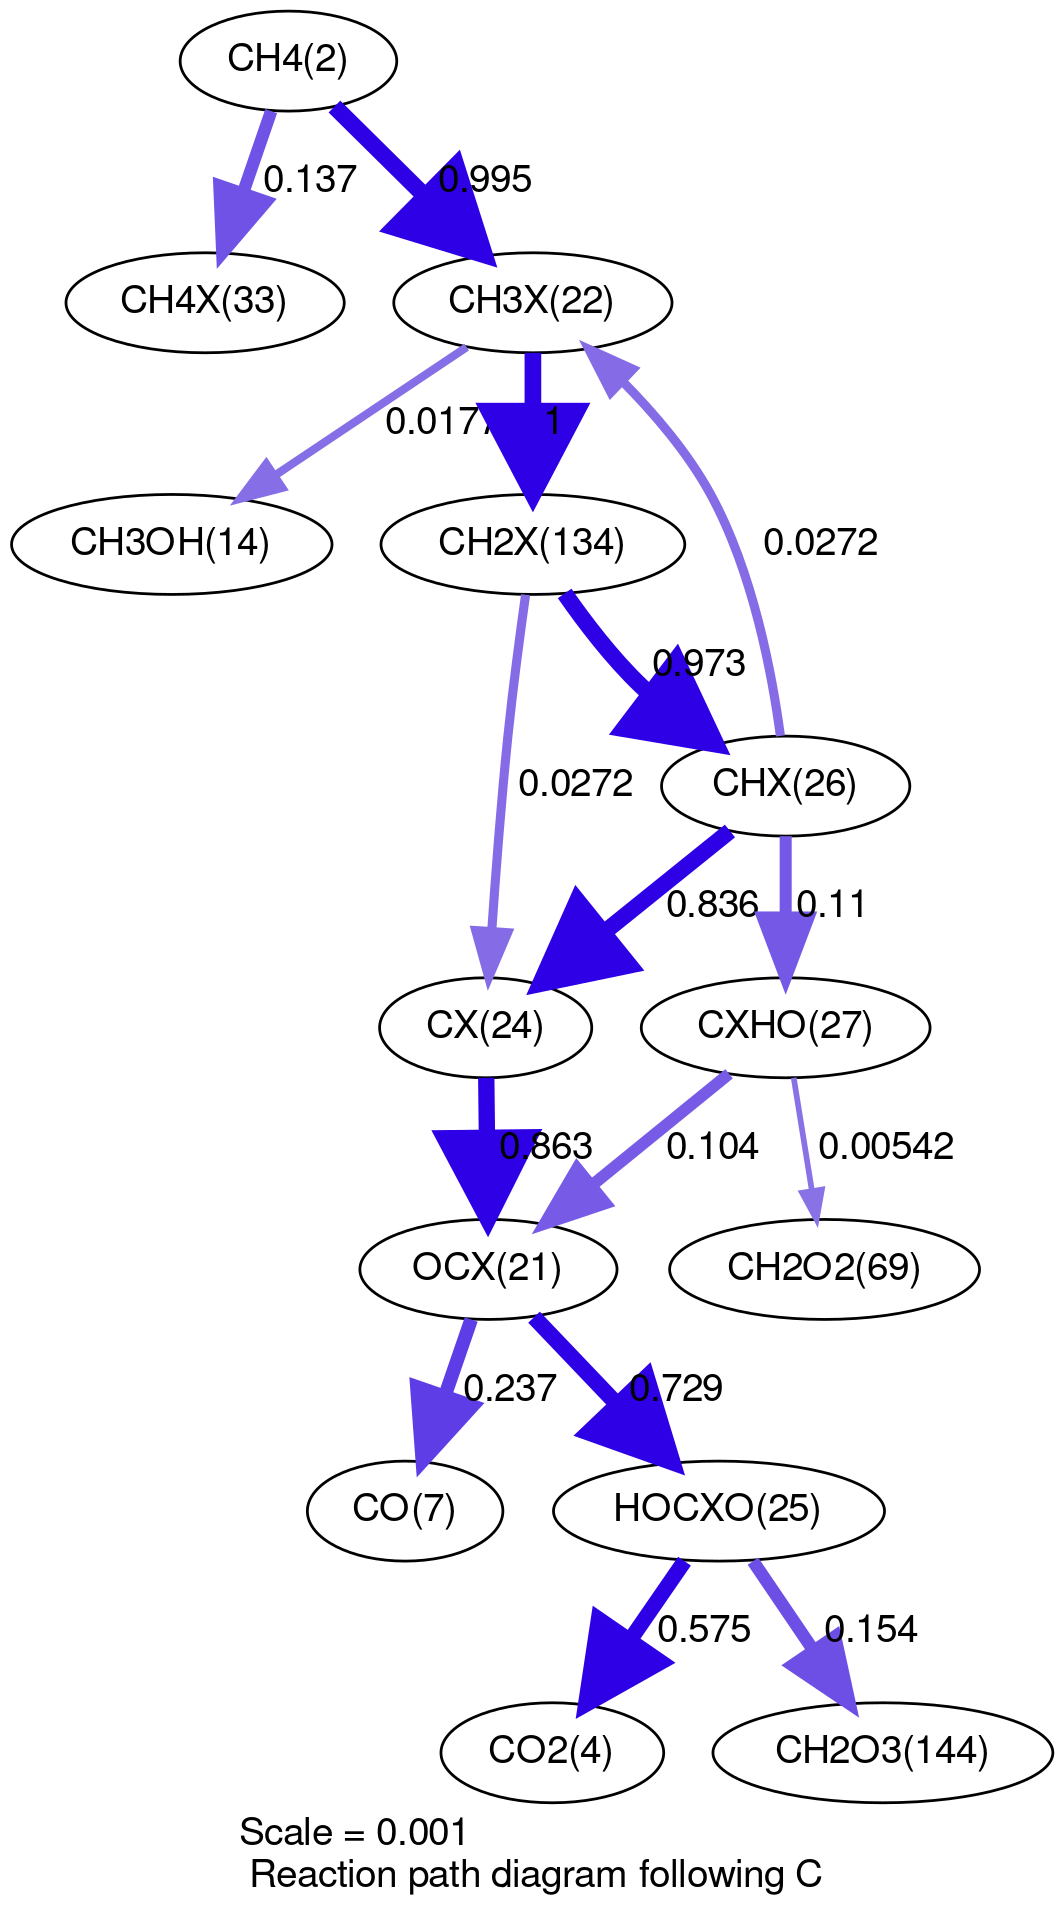 CH4(2)
0.137
0.995
CH4X(33)
CH3X(22)
0.0177
1
0.0272
CH3OH(14)
CH2X(134)
0.973
0.0272
CHX(26)
0.836
0.11
CX(24)
CXHO(27)
0.863
0.104
0.00542
OCX(21)
CH2O2(69)
0.237
0.729
CO(7)
HOCXO(25)
0.575
0.154
CO2(4)
CH2O3(144)
Scale = 0.001
Reaction path diagram following C